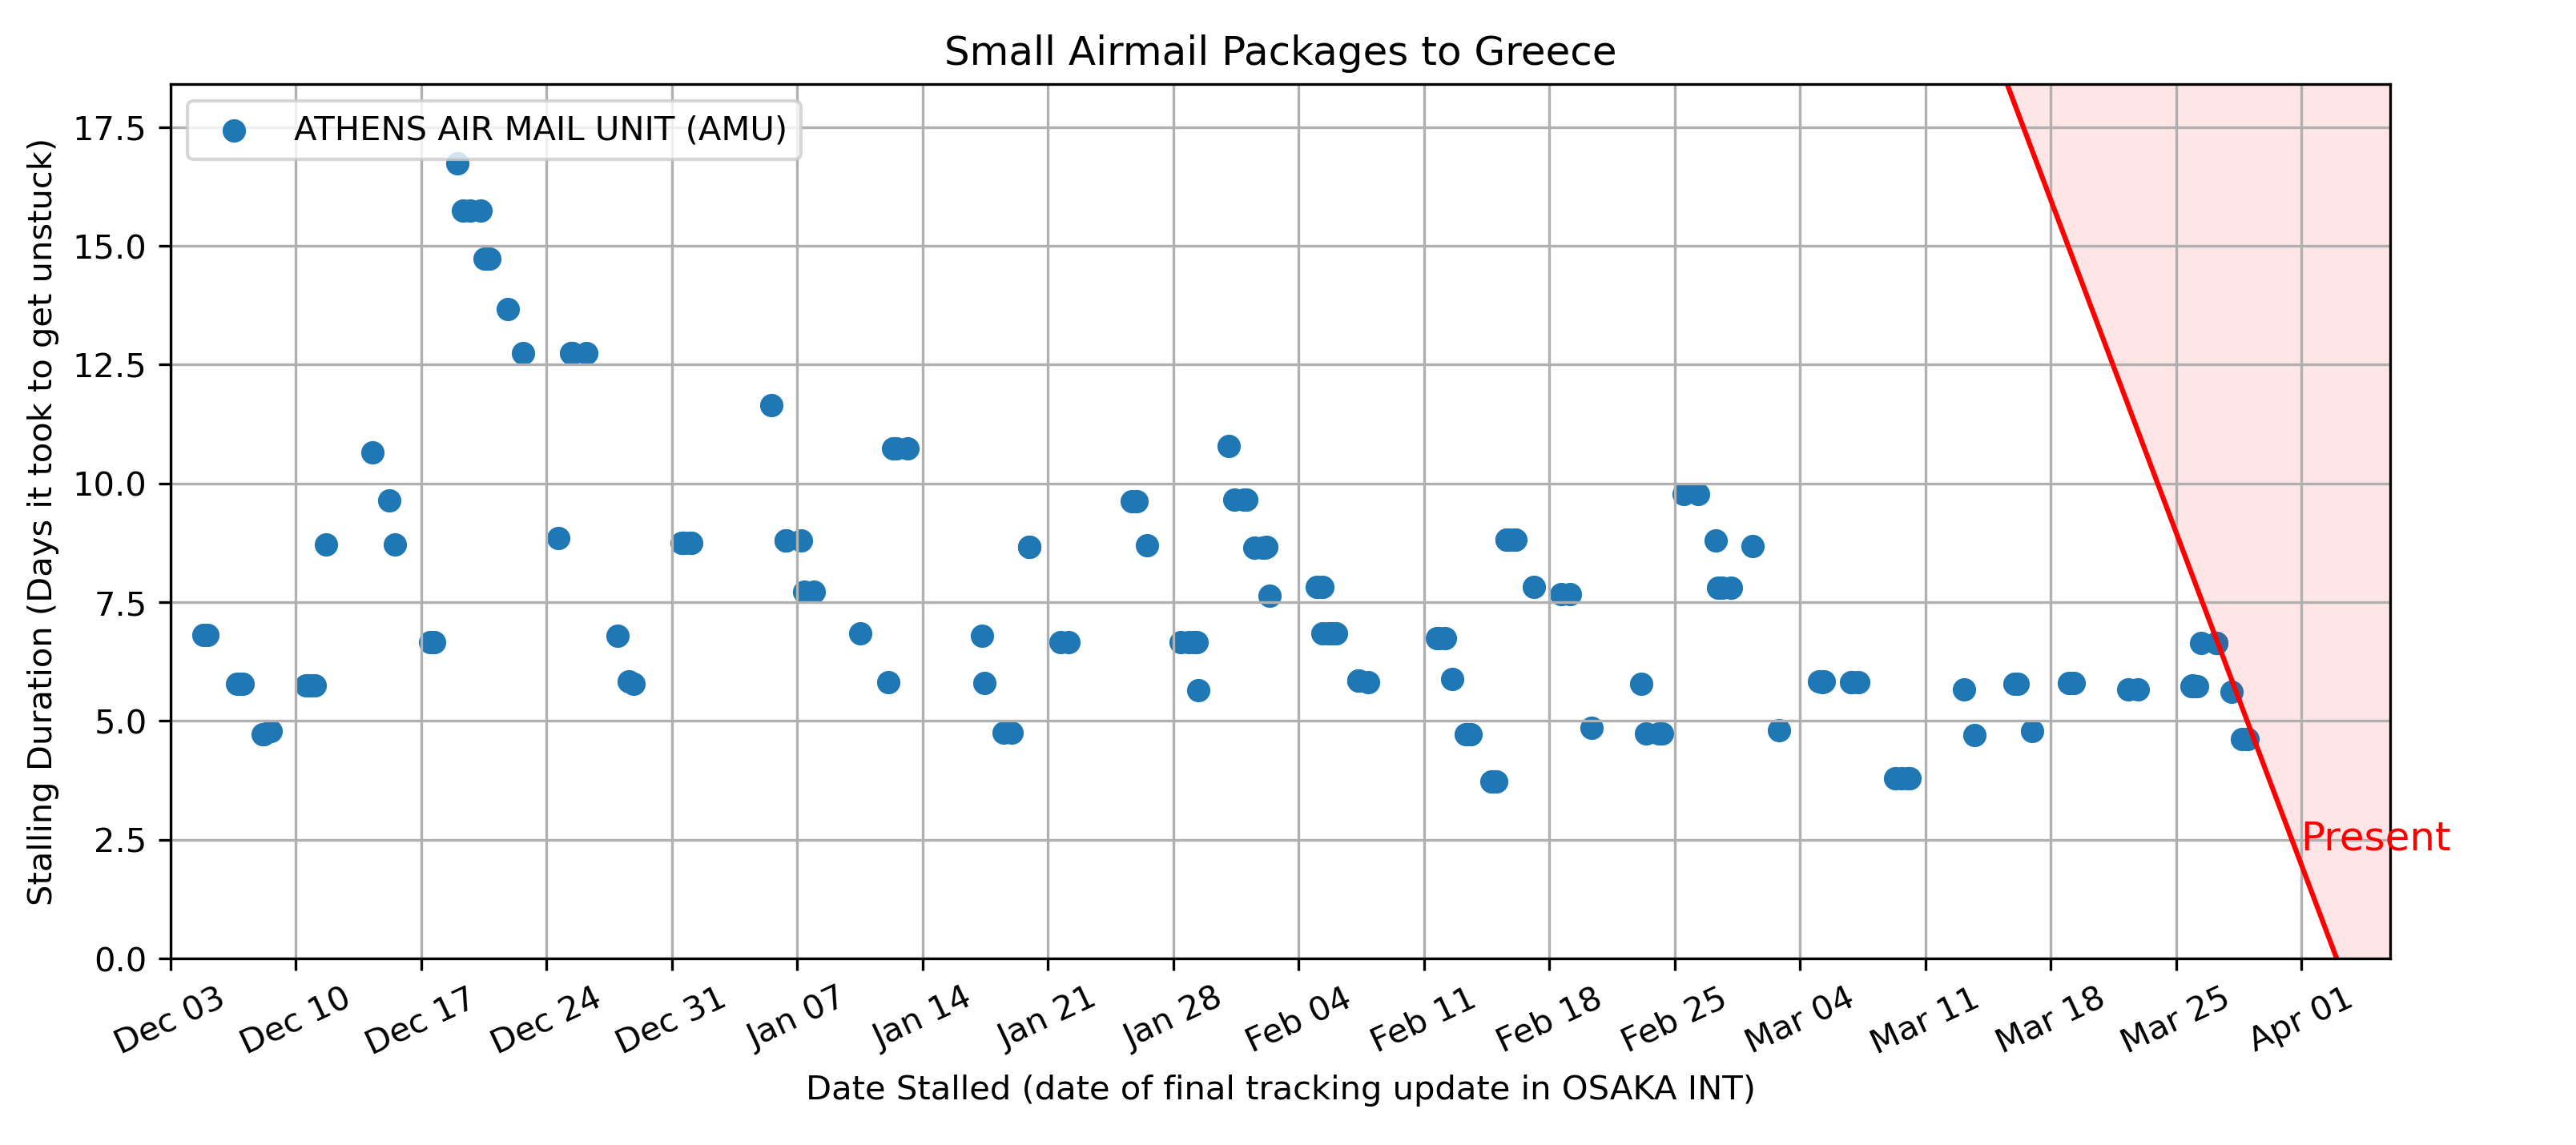 Small Airmail Packages to Greece
ATHENS AIR MAIL UNIT (AMU)
Stalling Duration (Days it took to get unstuck)
17.5
15.0
12.5
10.0
7.5
5.0
2.5
0.0
Present
Dec 03
Dec 10
Dec 17
Dec 24
Dec 31
Jan 07
Jan 14
Jan 21
Jan 28
Feb 04
Feb 11
Feb 18
Feb 25
Mar 04
Mar 11
Mar 18
Mar 25
Apr 01
Date Stalled (date of final tracking update in OSAKA INT)